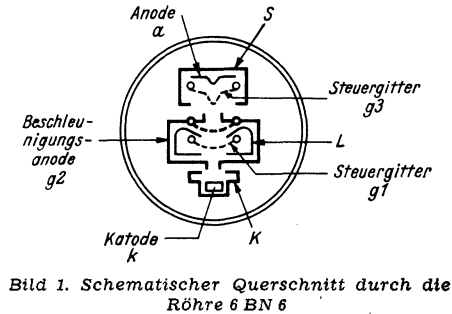 Anode
a
S
Steuergitter
g3
Beschleu-
nigungs-
anode
g2
L
Steuergitter
g1
Katode
k
K
Bild 1. Schematischer Querschnitt durch die
Röhre 6 BN 6